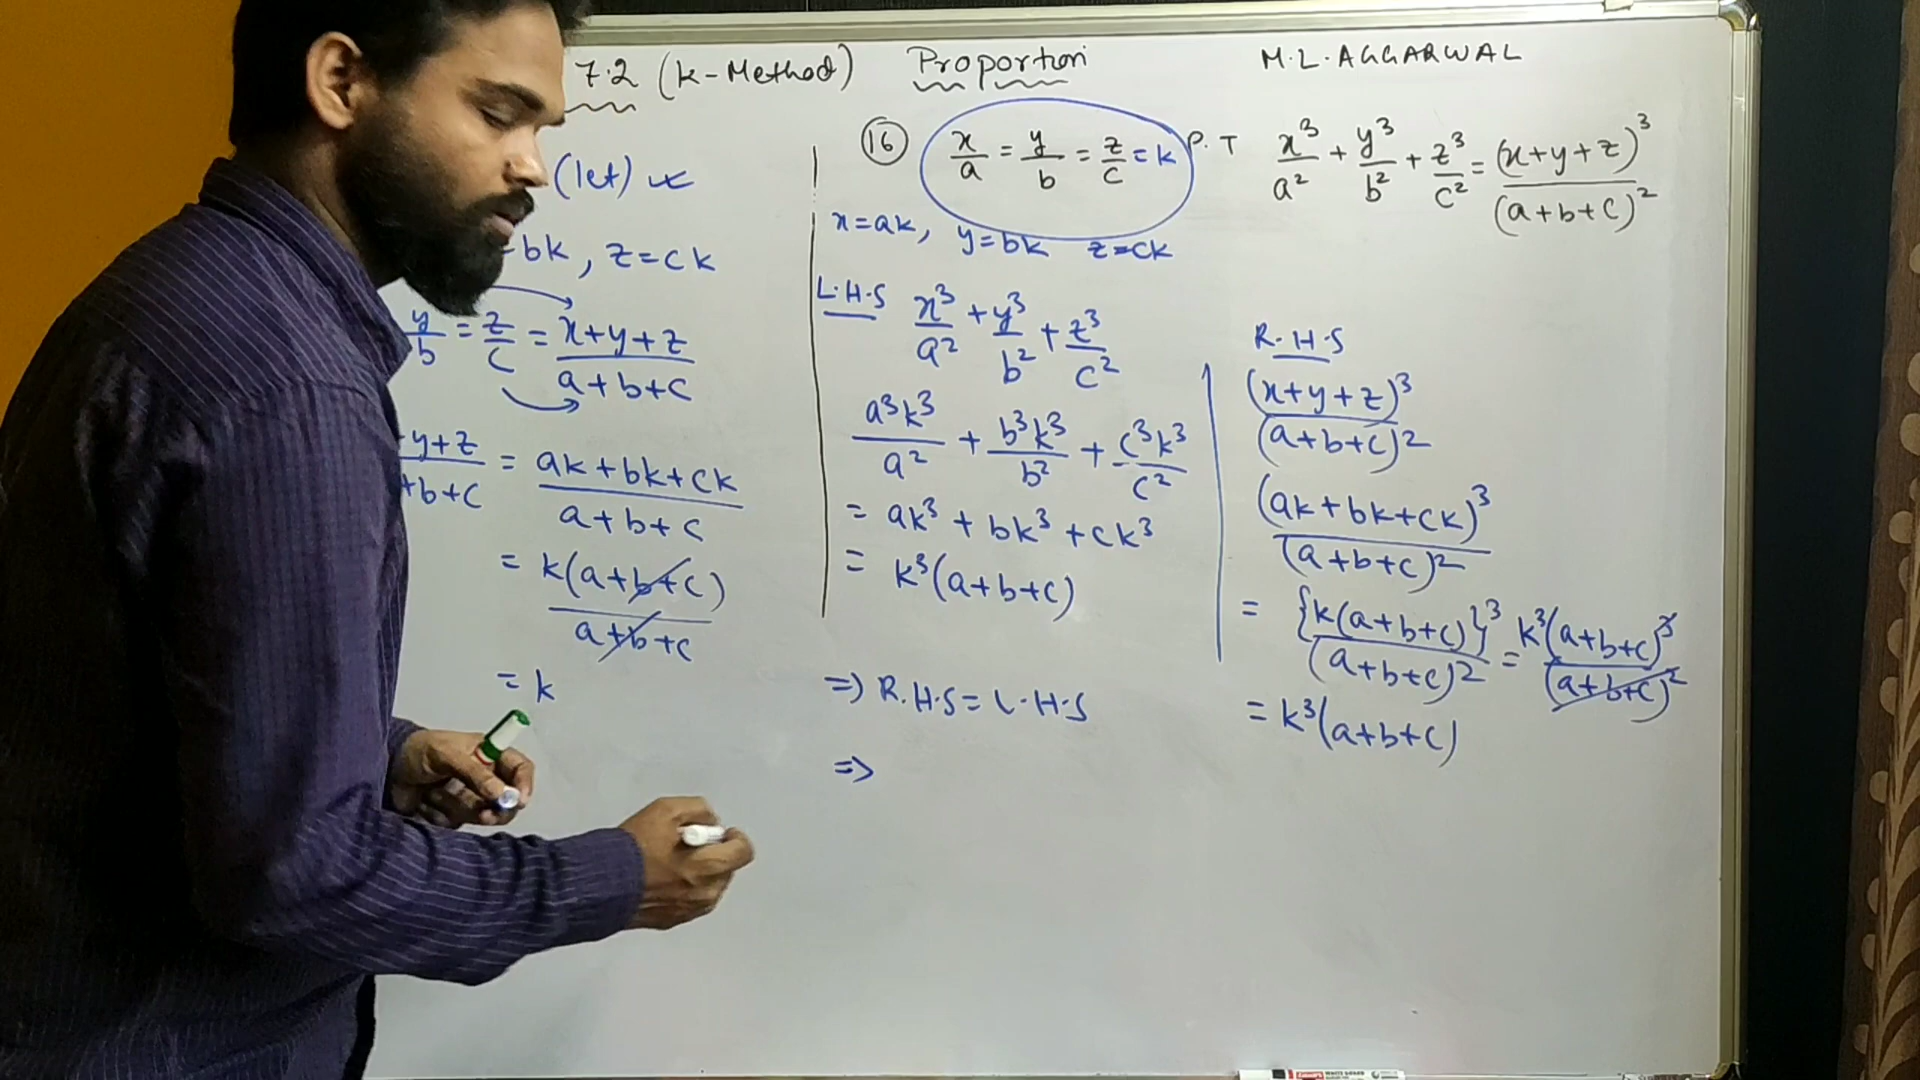 7.2 (k-Method) Proportion M.L.AGGARWAL
(let)
bk, z=ck
y/b = z/c = x+y+z/a+b+c
y+z/+b+c = ak+bk+ck/a+b+c
= k(a+b+c)/a+b+c
= k
16 x/a = y/b = z/c = k P.T x³/a² + y³/b² + z³/c² = (x+y+z)³/(a+b+c)²
x=ak, y=bk z=ck
L.H.S x³/a² + y³/b² + z³/c²
a³k³/a² + b³k³/b² + c³k³/c²
= ak³ + bk³ + ck³
= k³(a+b+c)
=> R.H.S = L.H.S
=>
R.H.S
(x+y+z)³/(a+b+c)²
(ak+bk+ck)³/(a+b+c)²
= {k(a+b+c)}³/(a+b+c)² = k³(a+b+c)³/(a+b+c)²
= k³(a+b+c)